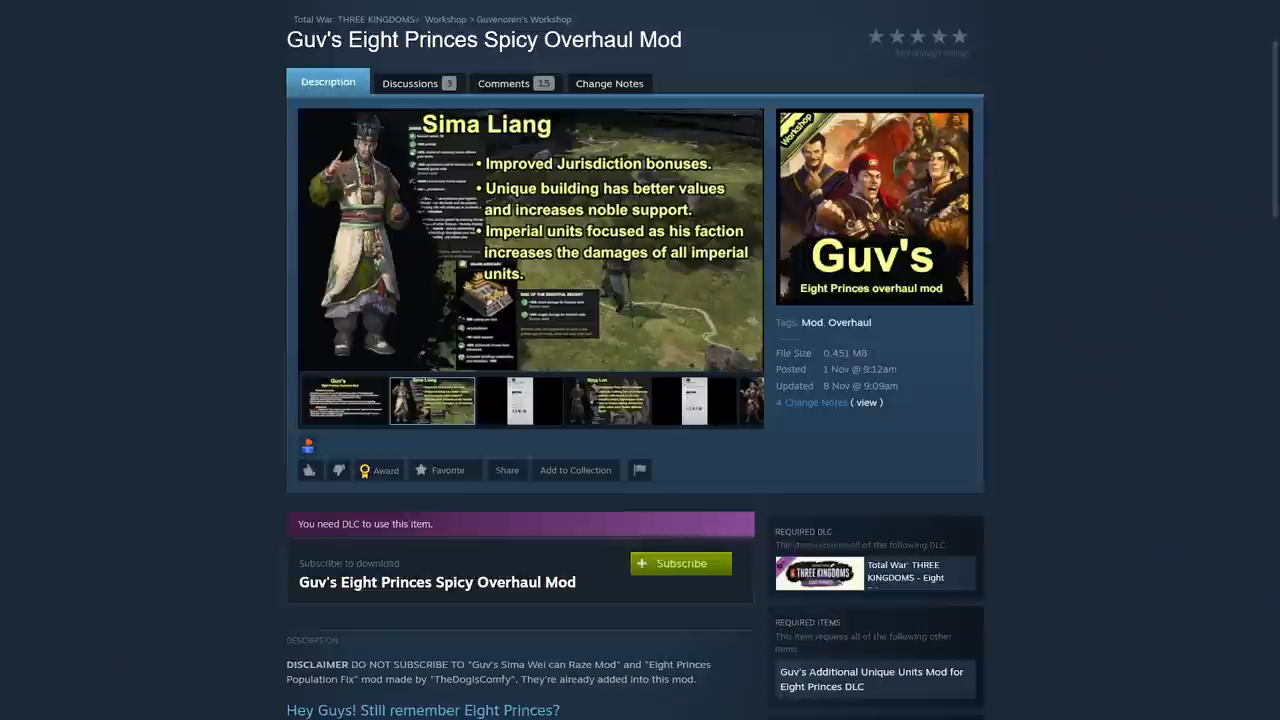 Total War: THREE KINGDOMS > Workshop > Guvenoren's Workshop
Guv's Eight Princes Spicy Overhaul Mod
Not enough ratings
Description
Discussions 3
Comments 15
Change Notes
Sima Liang
• Improved Jurisdiction bonuses.
• Unique building has better values
and increases noble support.
• Imperial units focused as his faction
increases the damages of all imperial
units.
Workshop
Guv's
Eight Princes overhaul mod
Tags: Mod, Overhaul
File Size 0.451 MB
Posted 1 Nov @ 9:12am
Updated 8 Nov @ 9:09am
4 Change Notes ( view )
Award
Favorite
Share
Add to Collection
You need DLC to use this item.
Subscribe to download
Guv's Eight Princes Spicy Overhaul Mod
Subscribe
REQUIRED DLC
Total War: THREE
KINGDOMS - Eight
THREE KINGDOMS
REQUIRED ITEMS
This item requires all of the following other
items
Guv's Additional Unique Units Mod for
Eight Princes DLC
DESCRIPTION
DISCLAIMER DO NOT SUBSCRIBE TO "Guv's Sima Wei can Raze Mod" and "Eight Princes
Population Fix" mod made by "TheDogIsComfy". They're already added into this mod.
Hey Guys! Still remember Eight Princes?